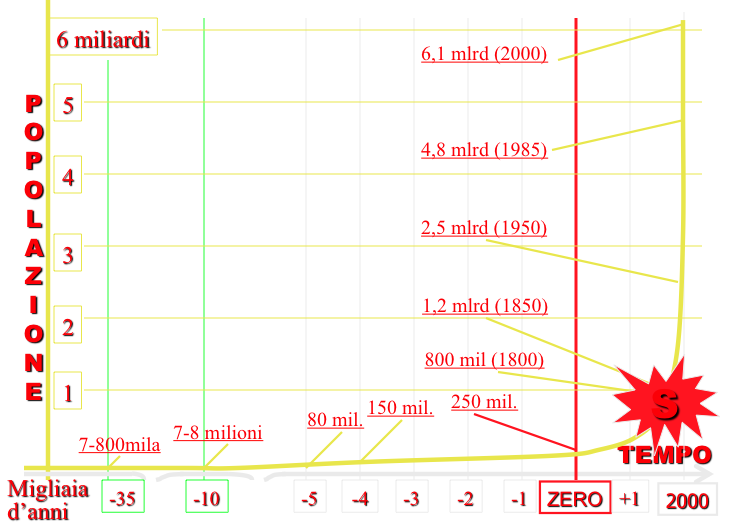 6 miliardi
6,1 mlrd (2000)
5
4,8 mlrd (1985)
4
POPOLAZIONE
2,5 mlrd (1950)
3
1,2 mlrd (1850)
2
800 mil (1800)
1
250 mil.
150 mil.
80 mil.
7-8 milioni
7-800mila
S
TEMPO
Migliaia
d'anni
-35 -10 -5 -4 -3 -2 -1 ZERO +1 2000